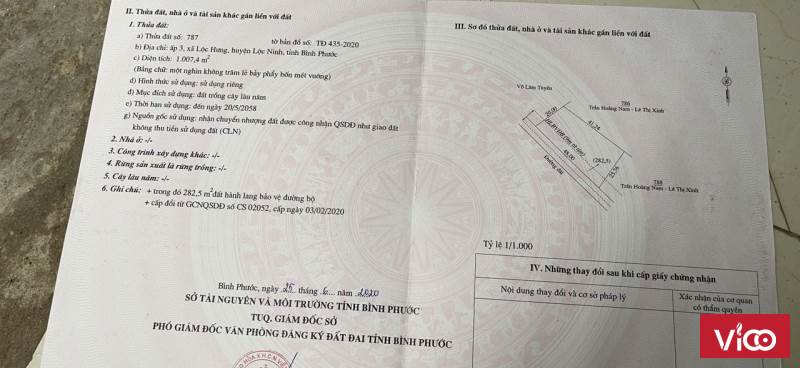 II. Thửa đất, nhà ở và tài sản khác gắn liền với đất
1. Thửa đất:
a) Thửa đất số: 787
tờ bản đồ số: TĐ 435-2020
b) Địa chỉ: ấp 3, xã Lộc Hưng, huyện Lộc Ninh, tỉnh Bình Phước
c) Diện tích: 1.007,4 m²
(Bằng chữ: một nghìn không trăm lẻ bảy phẩy bốn mét vuông)
d) Hình thức sử dụng: sử dụng riêng
đ) Mục đích sử dụng: đất trồng cây lâu năm
e) Thời hạn sử dụng: đến ngày 20/5/2058
g) Nguồn gốc sử dụng: nhận chuyển nhượng đất được công nhận QSDĐ như giao đất
không thu tiền sử dụng đất (CLN)
2. Nhà ở: -/-
3. Công trình xây dựng khác: -/-
4. Rừng sản xuất là rừng trồng: -/-
5. Cây lâu năm: -/-
6. Ghi chú: + trong đó 282,5 m² đất hành lang bảo vệ đường bộ
+ cấp đổi từ GCNQSDĐ số CS 02052, cấp ngày 03/02/2020
Bình Phước, ngày 25 tháng 6 năm 2020
SỞ TÀI NGUYÊN VÀ MÔI TRƯỜNG TỈNH BÌNH PHƯỚC
TUQ. GIÁM ĐỐC SỞ
PHÓ GIÁM ĐỐC VĂN PHÒNG ĐĂNG KÝ ĐẤT ĐAI TỈNH BÌNH PHƯỚC
III. Sơ đồ thửa đất, nhà ở và tài sản khác gắn liền với đất
Võ Lâm Tuyền
786
Trần Hoàng Nam - Lê Thị Xinh
20,00
41,24
(282,5)
48,00
25,76
Đường đất
788
Trần Hoàng Nam - Lê Thị Xinh
Tỷ lệ 1/1.000
IV. Những thay đổi sau khi cấp giấy chứng nhận
Nội dung thay đổi và cơ sở pháp lý
Xác nhận của cơ quan
có thẩm quyền
ViCO